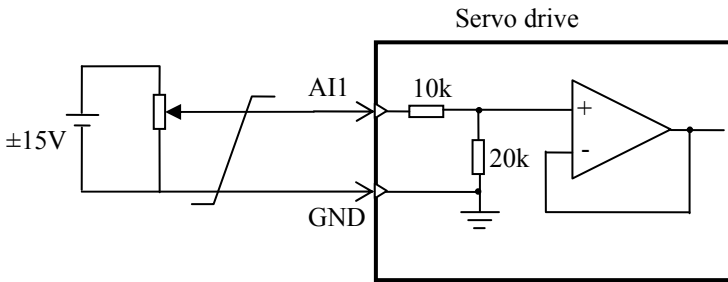 Servo drive
AI1
10k
+
±15V
-
20k
GND